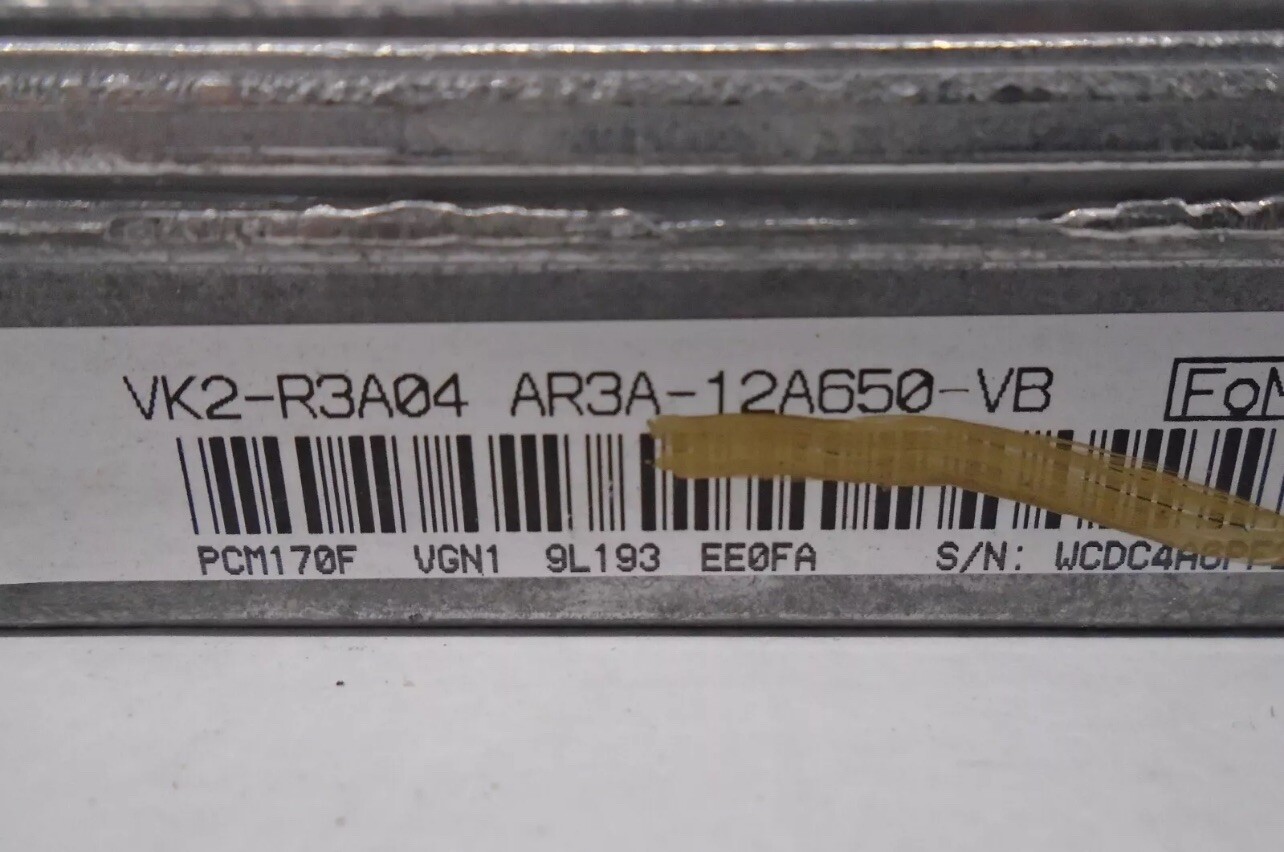 VK2-R3A04 AR3A-12A650-VB
PCM170F VGN1 9L193 EE0FA S/N: